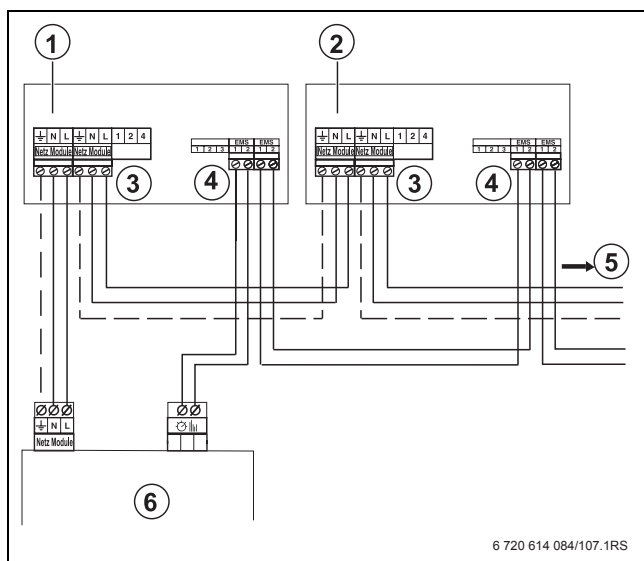 1 2
⏚ N L ⏚ N L 1 2 4
Netz Module Netz Module
EMS EMS
1 2 3 1 2 1 2
3 4
⏚ N L ⏚ N L 1 2 4
Netz Module Netz Module
EMS EMS
1 2 3 1 2 1 2
3 4
5
⏚ N L
Netz Module
6
6 720 614 084/107.1RS